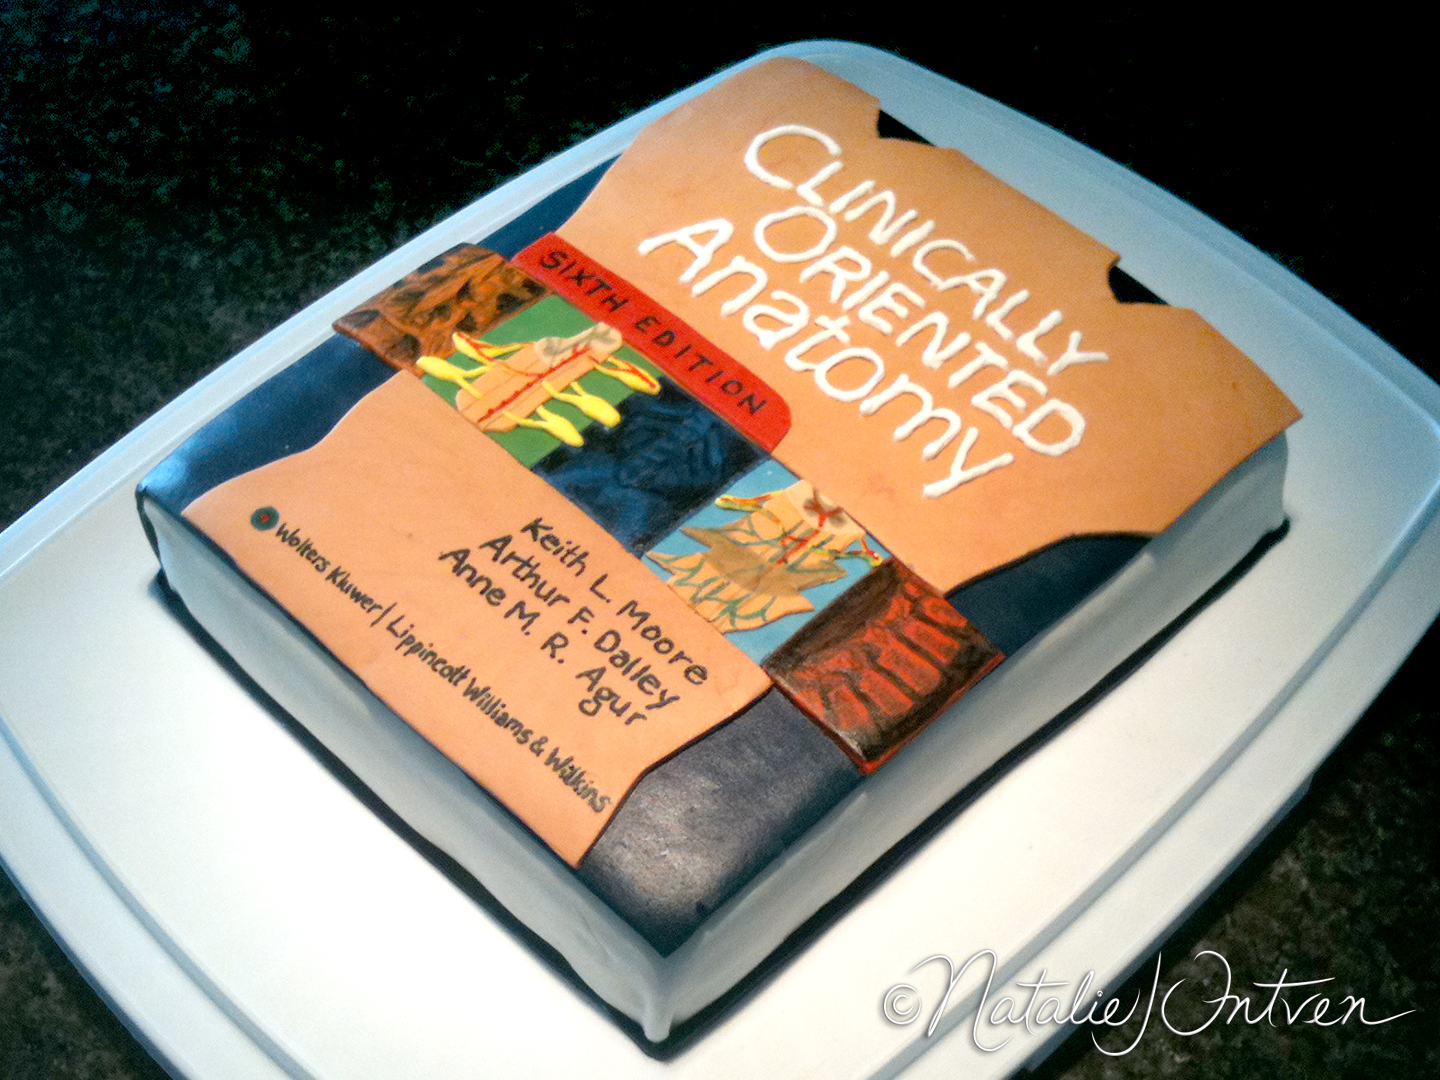 CLINICALLY
ORIENTED
Anatomy
SIXTH EDITION
Keith L. Moore
Arthur F. Dalley
Anne M. R. Agur
Wolters Kluwer | Lippincott Williams & Wilkins
© Natalie J Ontven